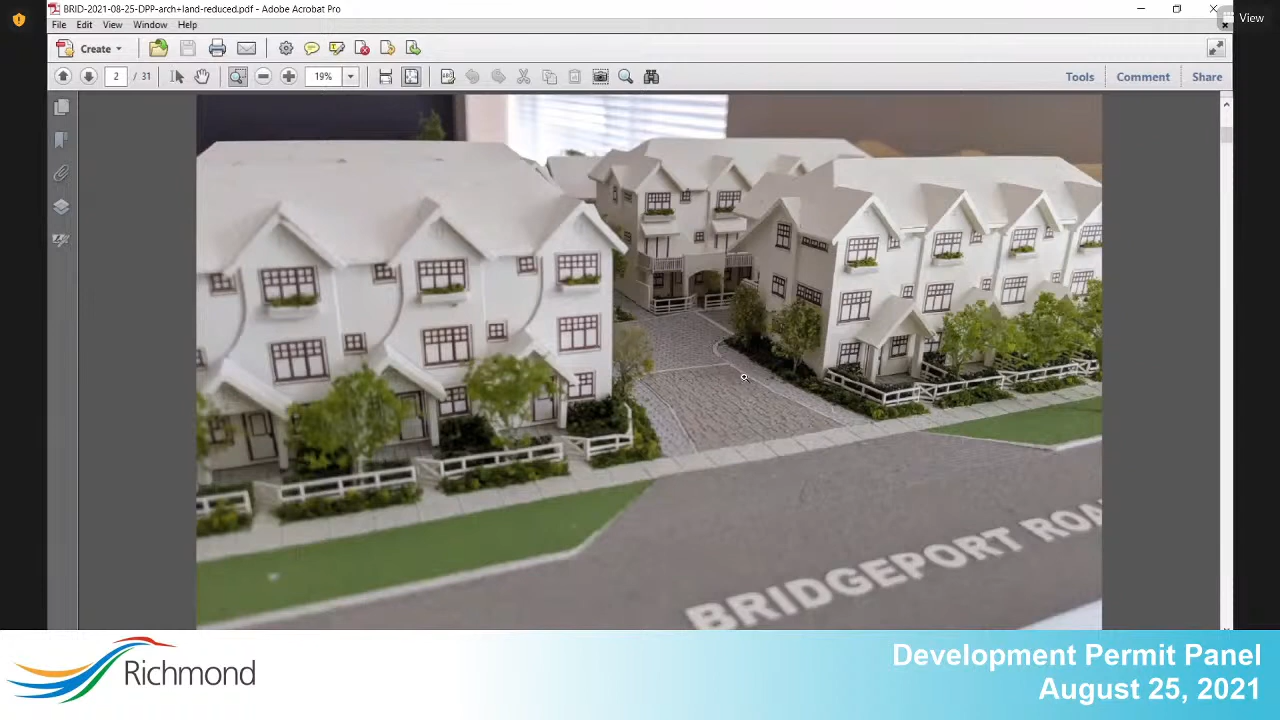 BRID-2021-08-25-DPP-arch+land-reduced.pdf - Adobe Acrobat Pro
View
File Edit View Window Help
Create
2 / 31 19% Tools Comment Share
BRIDGEPORT ROA
Richmond
Development Permit Panel
August 25, 2021